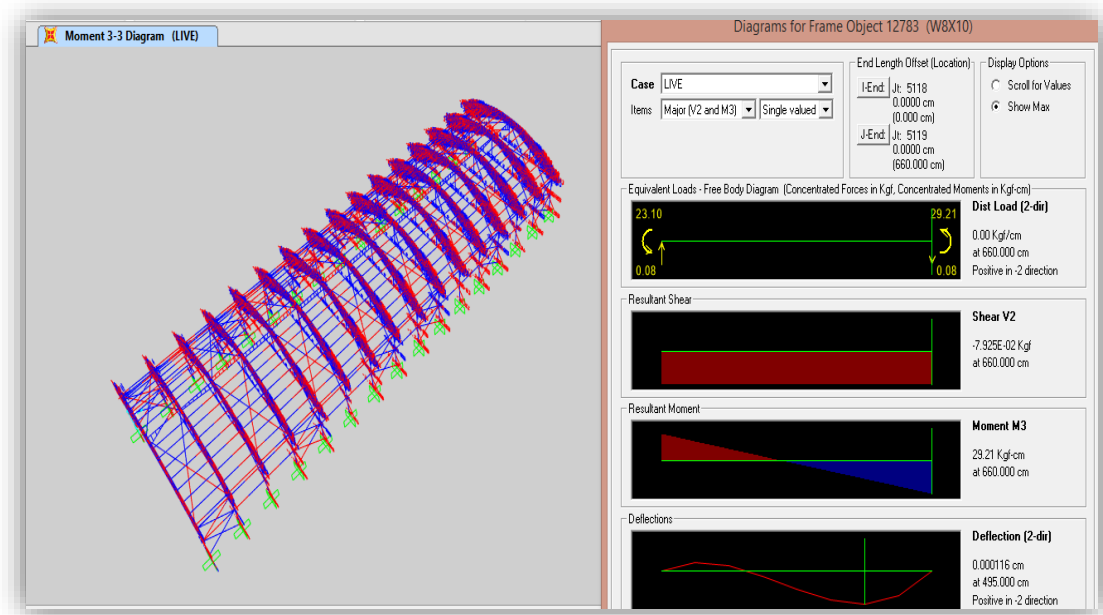 Moment 3-3 Diagram (LIVE)
Diagrams for Frame Object 12783 (W8X10)
Case LIVE
Items Major (V2 and M3) Single valued
End Length Offset (Location)
I-End: Jt: 5118
0.0000 cm
(0.000 cm)
J-End: Jt: 5119
0.0000 cm
(660.000 cm)
Display Options
Scroll for Values
Show Max
Equivalent Loads - Free Body Diagram (Concentrated Forces in Kgf, Concentrated Moments in Kgf-cm)
23.10 29.21
0.08 0.08
Dist Load (2-dir)
0.00 Kgf/cm
at 660.000 cm
Positive in -2 direction
Resultant Shear
Shear V2
-7.925E-02 Kgf
at 660.000 cm
Resultant Moment
Moment M3
29.21 Kgf-cm
at 660.000 cm
Deflections
Deflection (2-dir)
0.000116 cm
at 495.000 cm
Positive in -2 direction